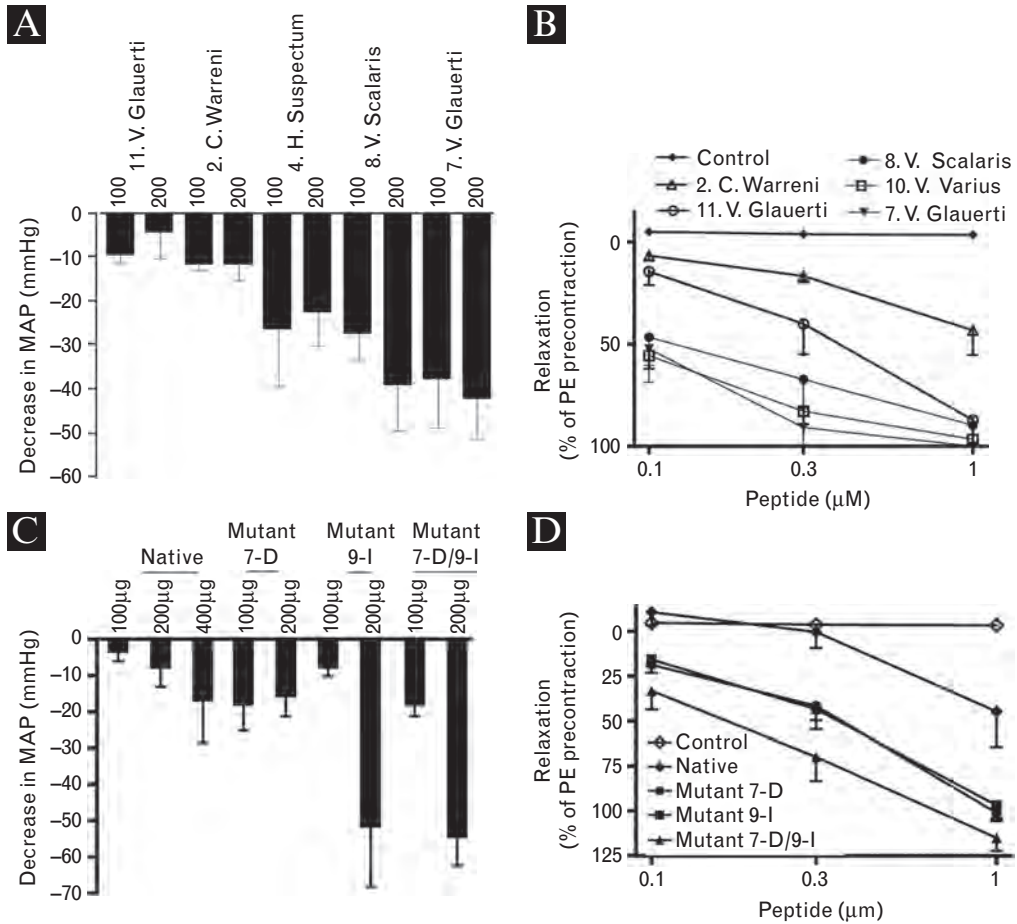 A
11. V. Glauerti
2. C. Warreni
4. H. Suspectum
8. V. Scalaris
7. V. Glauerti
100
200
100
200
100
200
100
200
100
200
0
–10
–20
–30
–40
–50
–60
Decrease in MAP (mmHg)
B
Control
2. C. Warreni
11. V. Glauerti
8. V. Scalaris
10. V. Varius
7. V. Glauerti
0
50
100
Relaxation
(% of PE precontraction)
0.1
0.3
1
Peptide (μM)
C
Native
Mutant
7-D
Mutant
9-I
Mutant
7-D/9-I
100μg
200μg
400μg
100μg
200μg
100μg
200μg
100μg
200μg
0
–10
–20
–30
–40
–50
–60
–70
Decrease in MAP (mmHg)
D
0
25
50
75
100
125
Relaxation
(% of PE precontraction)
Control
Native
Mutant 7-D
Mutant 9-I
Mutant 7-D/9-I
0.1
0.3
1
Peptide (μm)